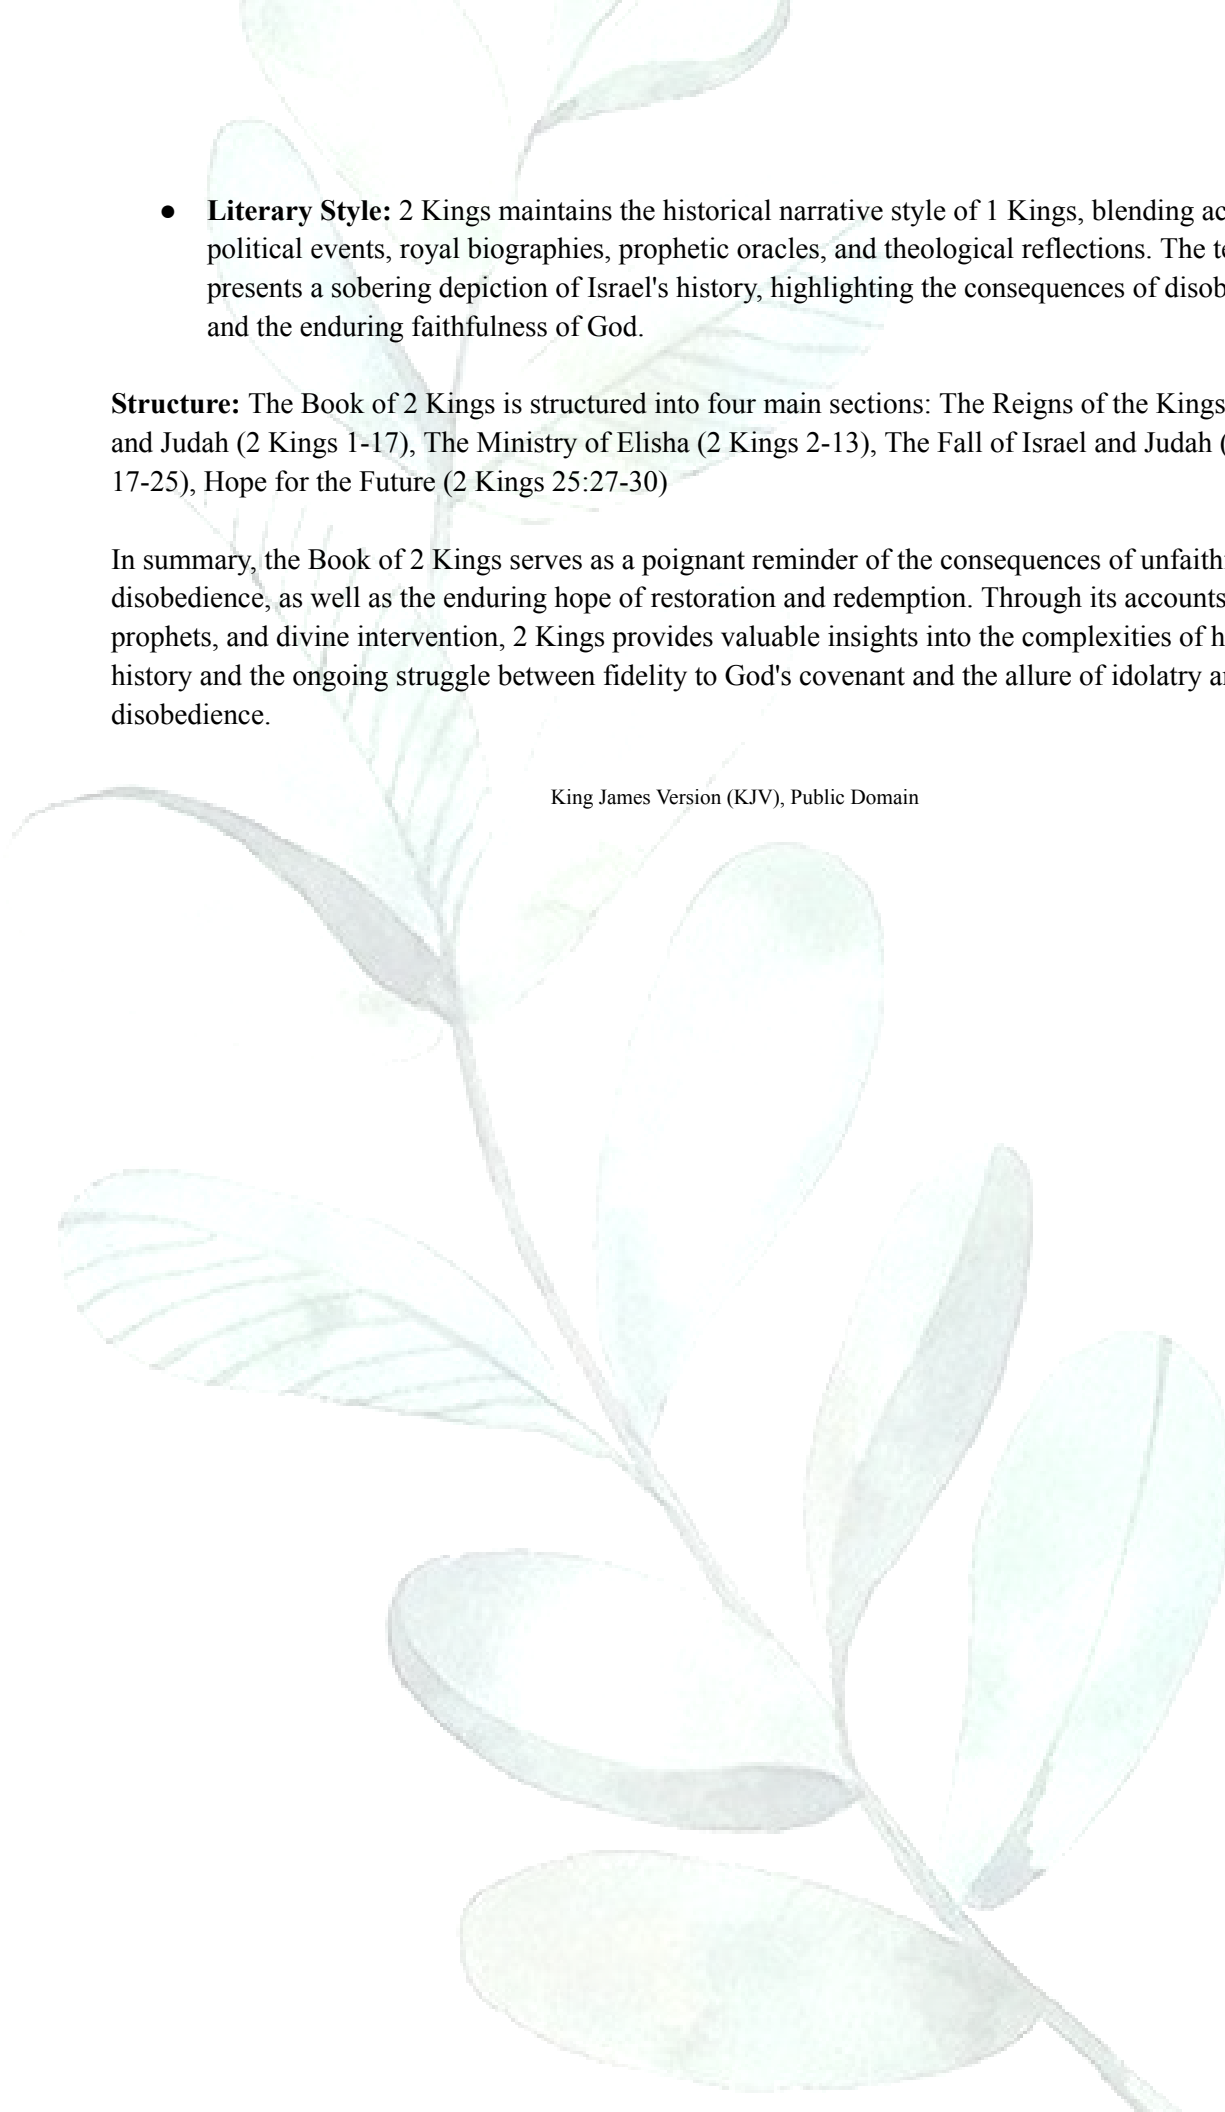 ● Literary Style: 2 Kings maintains the historical narrative style of 1 Kings, blending
political events, royal biographies, prophetic oracles, and theological reflections. The
presents a sobering depiction of Israel's history, highlighting the consequences of
and the enduring faithfulness of God.
Structure: The Book of 2 Kings is structured into four main sections: The Reigns of the Kings
and Judah (2 Kings 1-17), The Ministry of Elisha (2 Kings 2-13), The Fall of Israel and Judah (
17-25), Hope for the Future (2 Kings 25:27-30)
In summary, the Book of 2 Kings serves as a poignant reminder of the consequences of
disobedience, as well as the enduring hope of restoration and redemption. Through its accounts
prophets, and divine intervention, 2 Kings provides valuable insights into the complexities of
history and the ongoing struggle between fidelity to God's covenant and the allure of idolatry
disobedience.
King James Version (KJV), Public Domain